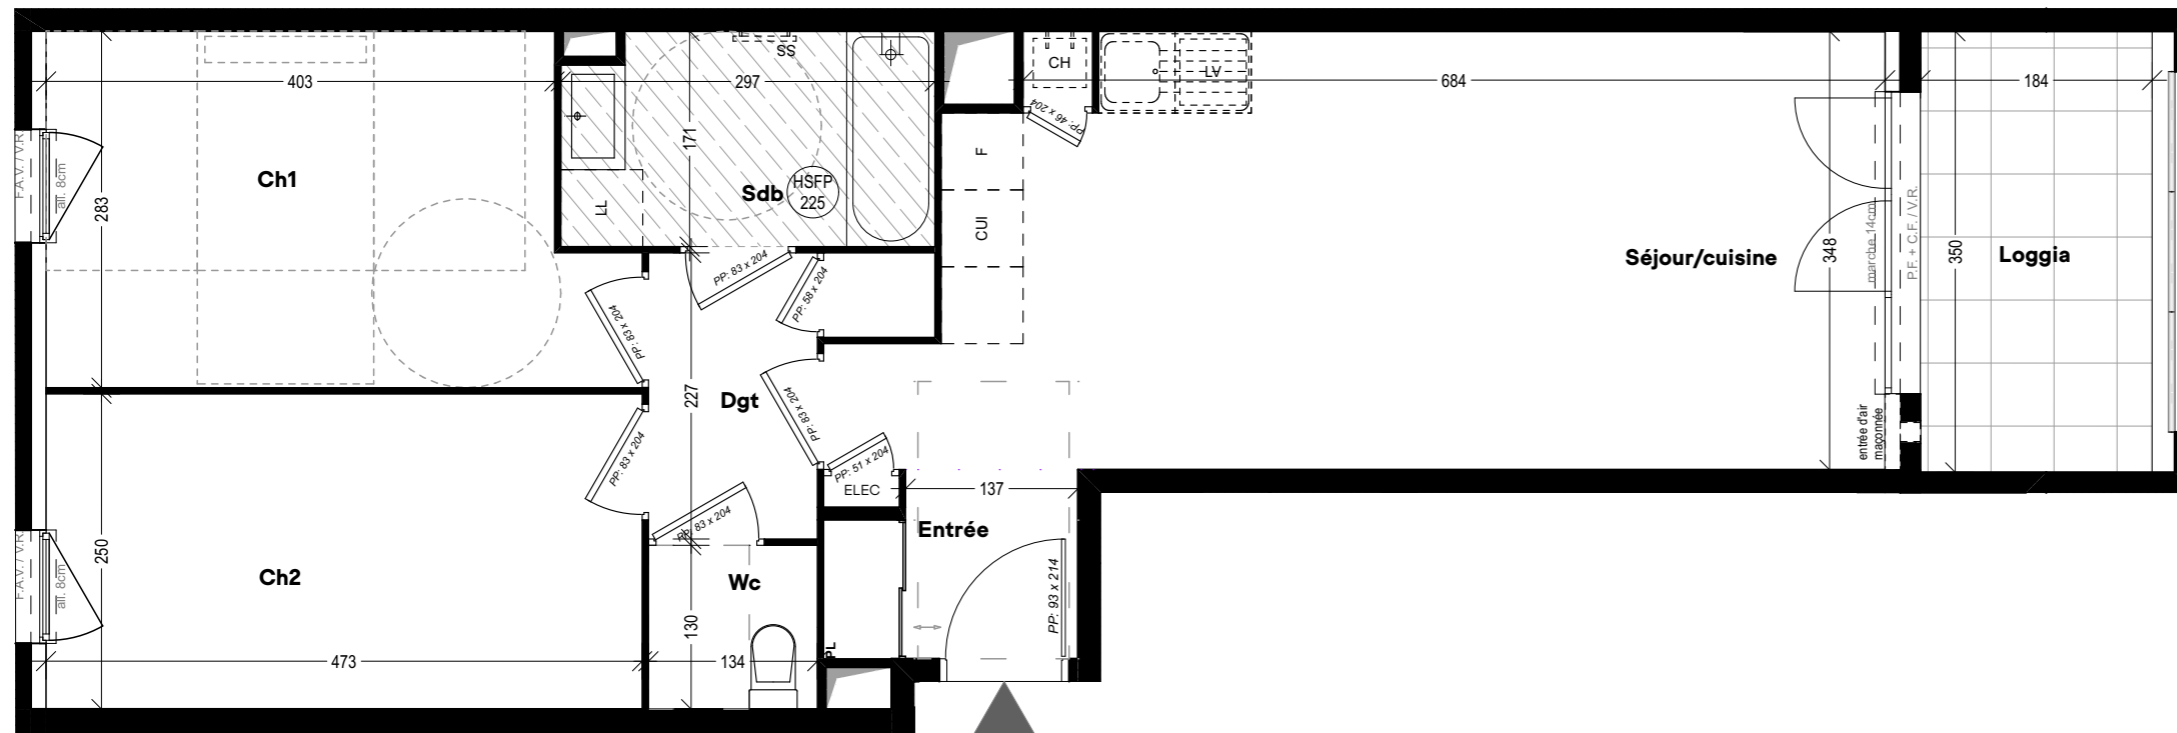 403
297
SS
CH
LV
684
184
PP: 46 x 204
F.A.V. / V.R.
all. 8cm
Ch1
283
171
Sdb
HSFP
225
LL
F
CUI
Séjour/cuisine
348
marche 14cm
P.F. + C.F. / V.R.
350
Loggia
PP: 83 x 204
PP: 58 x 204
PP: 83 x 204
227
Dgt
PP: 83 x 204
PP: 83 x 204
entrée d'air
maçonnée
PP: 51 x 204
ELEC
137
Entrée
PP: 83 x 204
F.A.V. / V.R.
all. 8cm
250
Ch2
Wc
130
PP: 93 x 214
PL
473
134